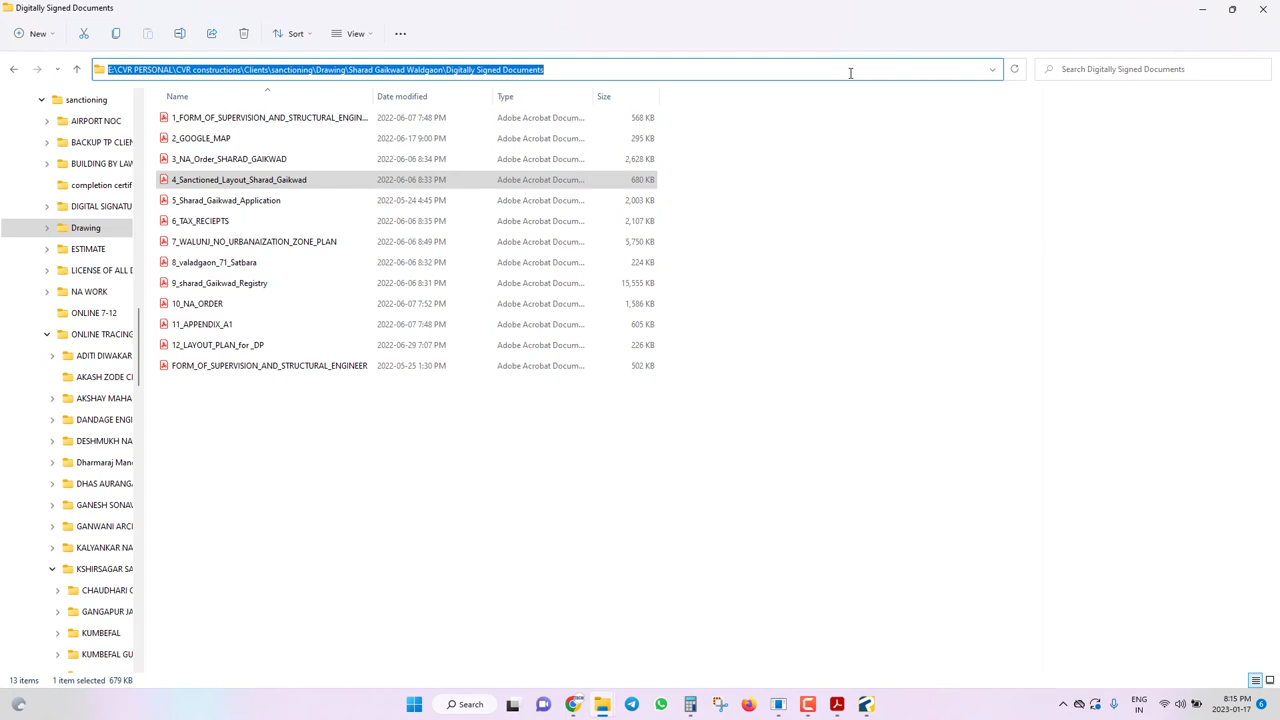 Digitally Signed Documents
New
Sort
View
E:\CVR PERSONAL\CVR constructions\Clients\sanctioning\Drawing\Sharad Gaikwad Waldgaon\Digitally Signed Documents
Search Digitally Signed Documents
Name Date modified Type Size
sanctioning
AIRPORT NOC
BACKUP TP CLIEN
BUILDING BY LAW
completion certif
DIGITAL SIGNATU
Drawing
ESTIMATE
LICENSE OF ALL D
NA WORK
ONLINE 7-12
ONLINE TRACING
ADITI DIWAKAR
AKASH ZODE CI
AKSHAY MAHA
DANDAGE ENGI
DESHMUKH NA
Dharmaraj Mand
DHAS AURANGA
GANESH SONAV
GANWANI ARCI
KALYANKAR NA
KSHIRSAGAR SA
CHAUDHARI C
GANGAPUR JA
KUMBEFAL
KUMBEFAL GU
1_FORM_OF_SUPERVISION_AND_STRUCTURAL_ENGIN... 2022-06-07 7:48 PM Adobe Acrobat Docum... 568 KB
2_GOOGLE_MAP 2022-06-17 9:00 PM Adobe Acrobat Docum... 295 KB
3_NA_Order_SHARAD_GAIKWAD 2022-06-06 8:34 PM Adobe Acrobat Docum... 2,628 KB
4_Sanctioned_Layout_Sharad_Gaikwad 2022-06-06 8:33 PM Adobe Acrobat Docum... 680 KB
5_Sharad_Gaikwad_Application 2022-05-24 4:45 PM Adobe Acrobat Docum... 2,003 KB
6_TAX_RECIEPTS 2022-06-06 8:35 PM Adobe Acrobat Docum... 2,107 KB
7_WALUNJ_NO_URBANAIZATION_ZONE_PLAN 2022-06-06 8:49 PM Adobe Acrobat Docum... 5,750 KB
8_valadgaon_71_Satbara 2022-06-06 8:32 PM Adobe Acrobat Docum... 224 KB
9_sharad_Gaikwad_Registry 2022-06-06 8:31 PM Adobe Acrobat Docum... 15,555 KB
10_NA_ORDER 2022-06-07 7:52 PM Adobe Acrobat Docum... 1,586 KB
11_APPENDIX_A1 2022-06-07 7:48 PM Adobe Acrobat Docum... 605 KB
12_LAYOUT_PLAN_for _DP 2022-06-29 7:07 PM Adobe Acrobat Docum... 226 KB
FORM_OF_SUPERVISION_AND_STRUCTURAL_ENGINEER 2022-05-25 1:30 PM Adobe Acrobat Docum... 502 KB
13 items 1 item selected 679 KB
Search
ENG
IN
8:15 PM
2023-01-17
6